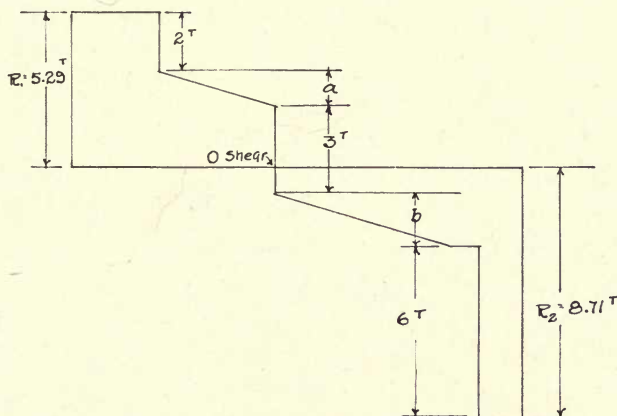 2ᵀ
R₁=5.29ᵀ
a
3ᵀ
O Shear
b
6ᵀ
R₂=8.71ᵀ